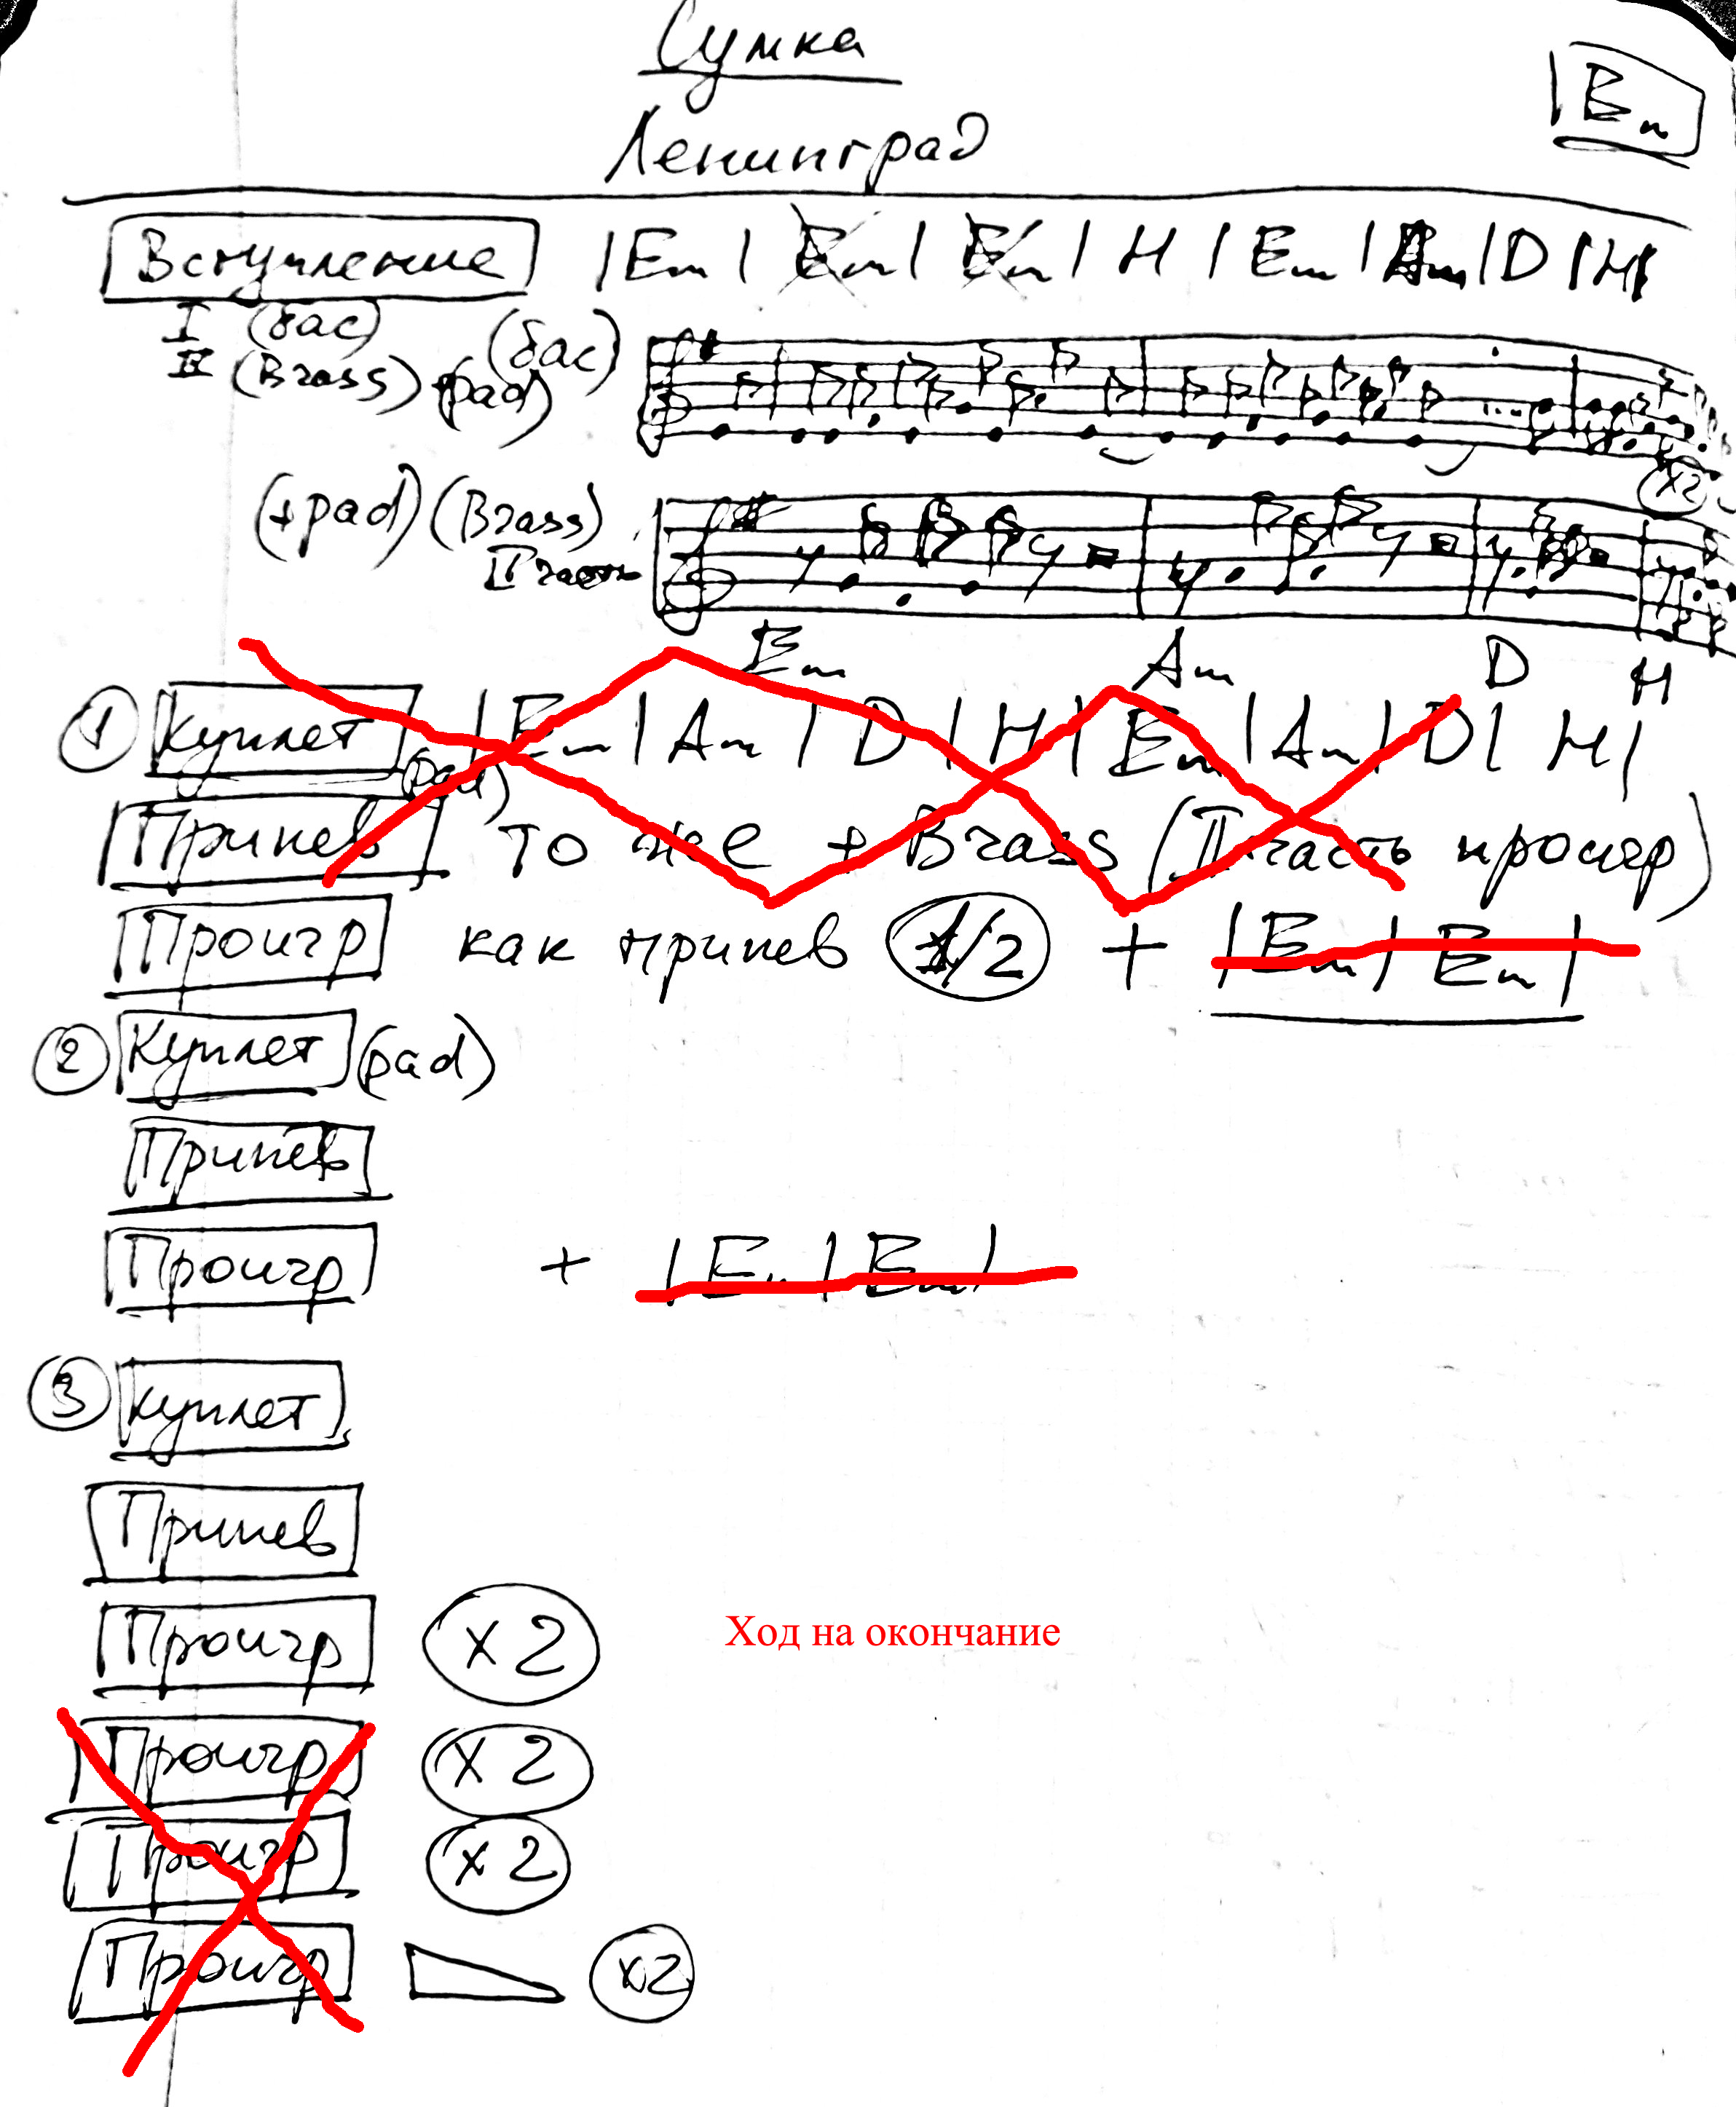 Сумка
Em
Ленинград
Вступление |Em| Em | Em | H | Em | Am | D | H |
I (бас) (бас)
II (Brass) (pad)
x2
(+pad) (Brass)
II часть
Em Am D H
1 Куплет | Em | Am | D | H | Em | Am | D | H |
(pad)
Припев То же + Brass (II часть проигр)
Проигр как припев 1/2 + | Em | Em |
2 Куплет (pad)
Припев
Проигр + | Em | Em |
3 Куплет
Припев
Проигр x 2 Ход на окончание
Проигр x 2
Проигр x 2
Проигр x2